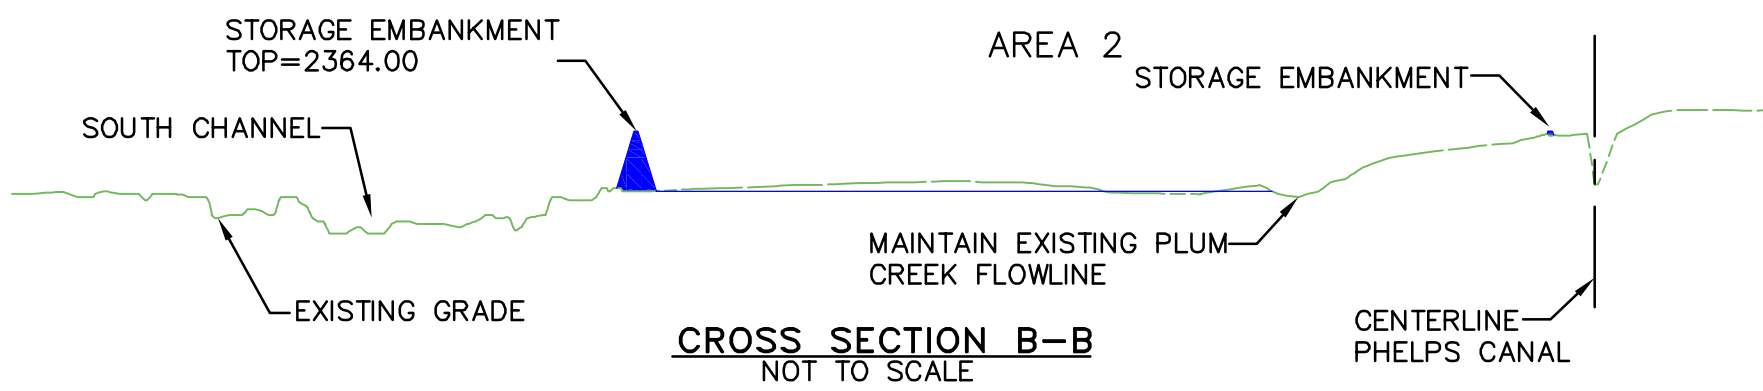 STORAGE EMBANKMENT
TOP=2364.00
AREA 2
STORAGE EMBANKMENT
SOUTH CHANNEL
MAINTAIN EXISTING PLUM
CREEK FLOWLINE
EXISTING GRADE
CENTERLINE
PHELPS CANAL
CROSS SECTION B-B
NOT TO SCALE